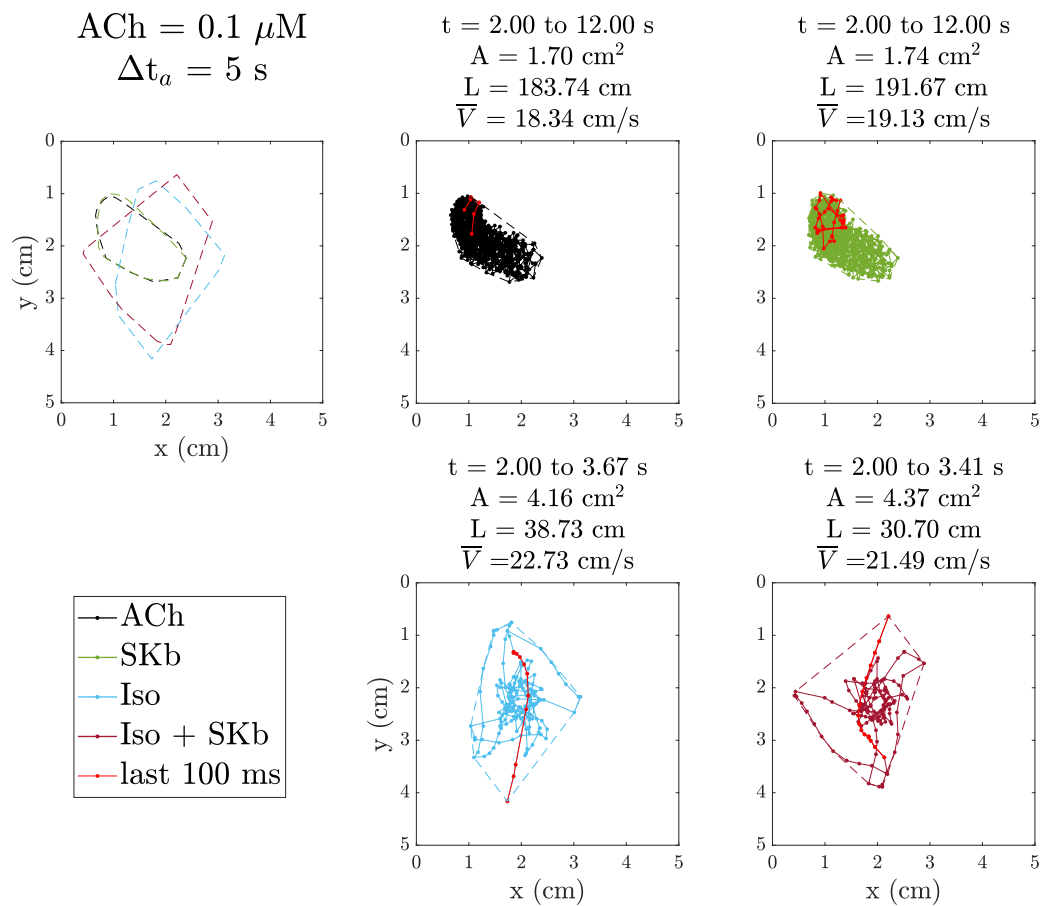 ACh = 0.1 μM
Δtₐ = 5 s
t = 2.00 to 12.00 s
A = 1.70 cm²
L = 183.74 cm
V̅ = 18.34 cm/s
t = 2.00 to 12.00 s
A = 1.74 cm²
L = 191.67 cm
V̅ =19.13 cm/s
0
1
2
3
4
5
y (cm)
0 1 2 3 4 5
x (cm)
0
1
2
3
4
5
0 1 2 3 4 5
0
1
2
3
4
5
0 1 2 3 4 5
t = 2.00 to 3.67 s
A = 4.16 cm²
L = 38.73 cm
V̅ =22.73 cm/s
t = 2.00 to 3.41 s
A = 4.37 cm²
L = 30.70 cm
V̅ =21.49 cm/s
ACh
SKb
Iso
Iso + SKb
last 100 ms
0
1
2
3
4
5
y (cm)
0 1 2 3 4 5
x (cm)
0
1
2
3
4
5
y (cm)
0 1 2 3 4 5
x (cm)